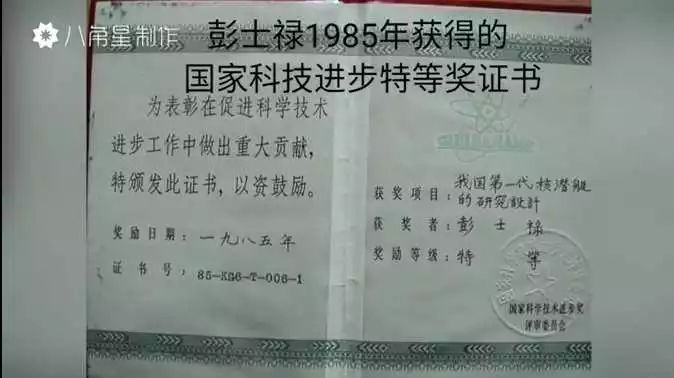 八角星制作
彭士禄1985年获得的
国家科技进步特等奖证书
为表彰在促进科学技术
进步工作中做出重大贡献，
特颁发此证书，以资鼓励。
奖励日期：一九八五年
证书号：85-KG6-T-006-1
获奖项目：我国第一代核潜艇
的研究設計
获奖者：彭士禄
奖励等级：特等
国家科学技术进步奖
评审委员会